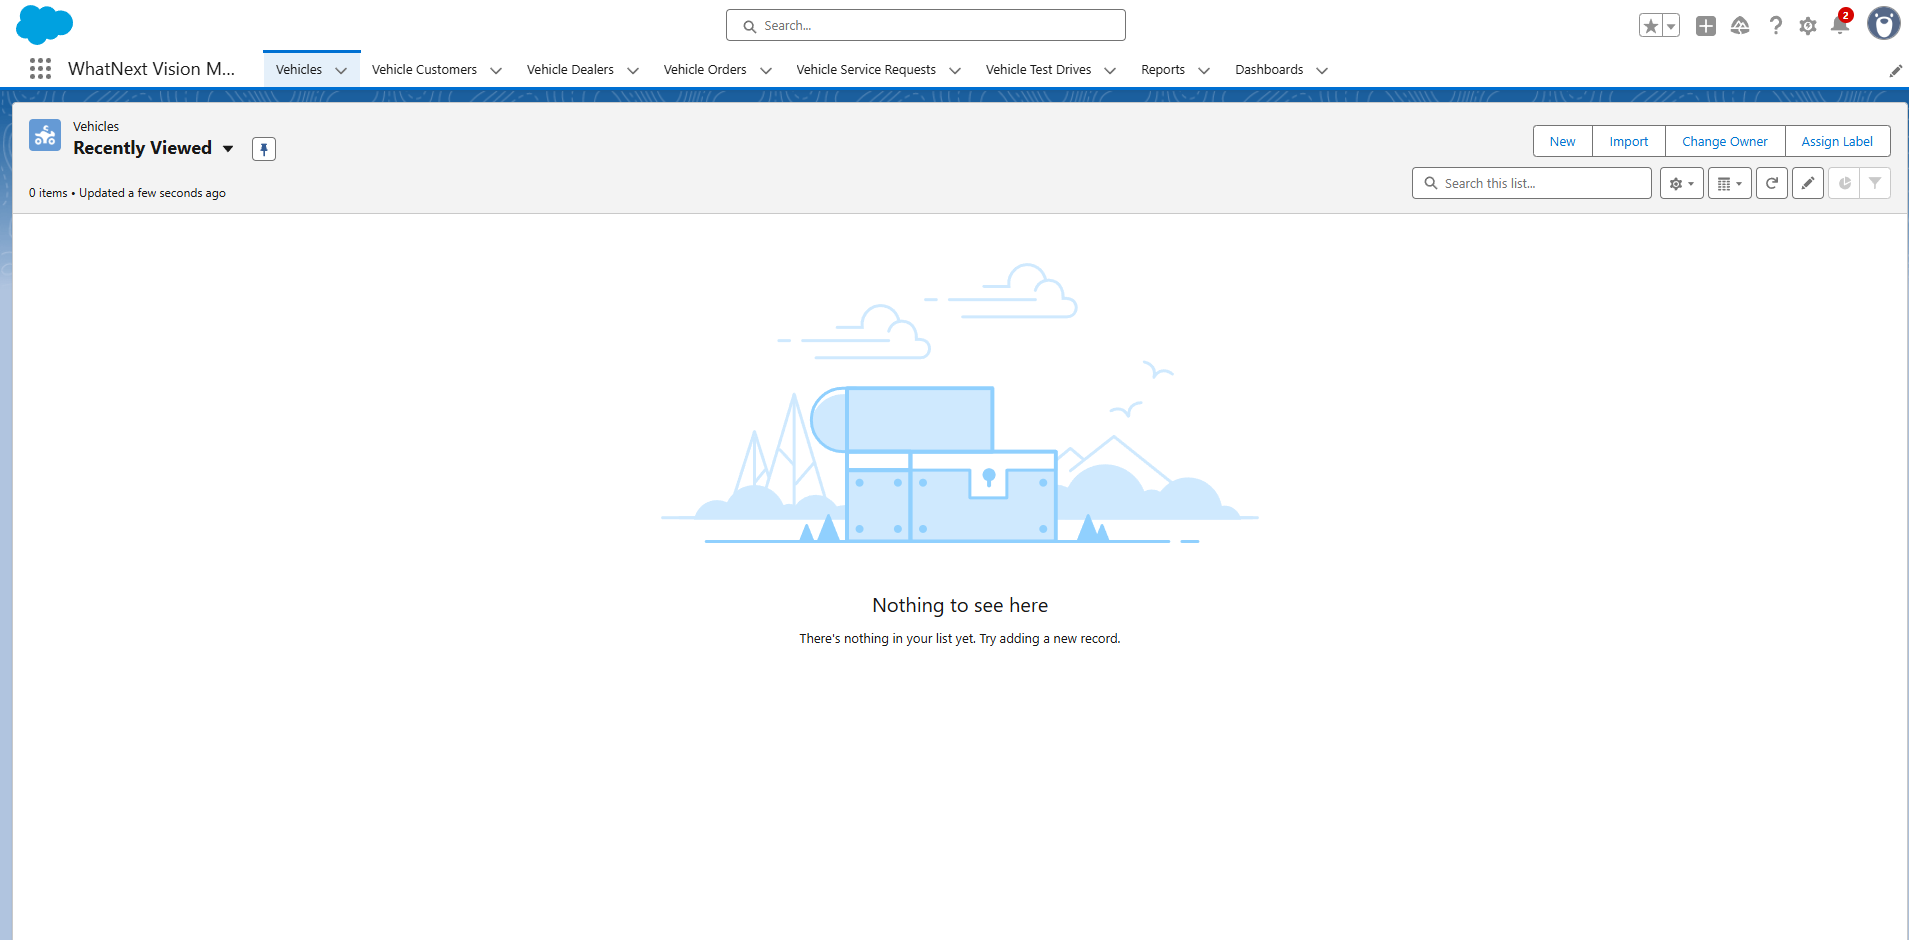 Search...
2
WhatNext Vision M...
Vehicles
Vehicle Customers
Vehicle Dealers
Vehicle Orders
Vehicle Service Requests
Vehicle Test Drives
Reports
Dashboards
Vehicles
Recently Viewed
New
Import
Change Owner
Assign Label
0 items • Updated a few seconds ago
Search this list...
Nothing to see here
There's nothing in your list yet. Try adding a new record.